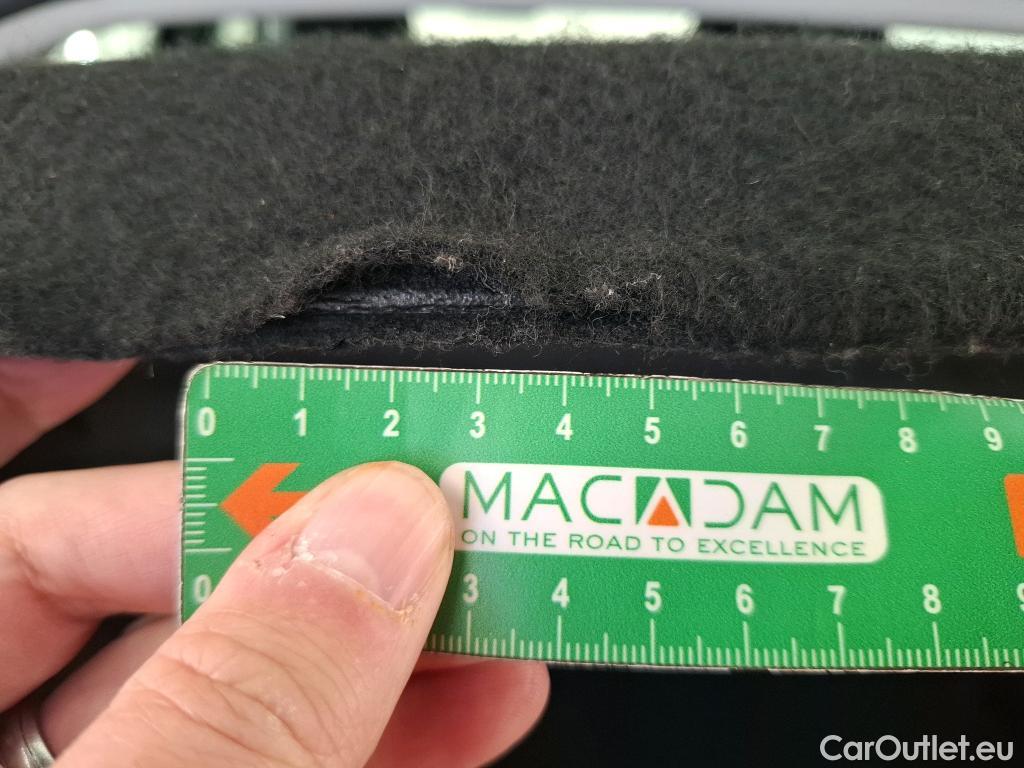 0 1 2 3 4 5 6 7 8 9
MACADAM
ON THE ROAD TO EXCELLENCE
0 3 4 5 6 7 8 9
CarOutlet.eu